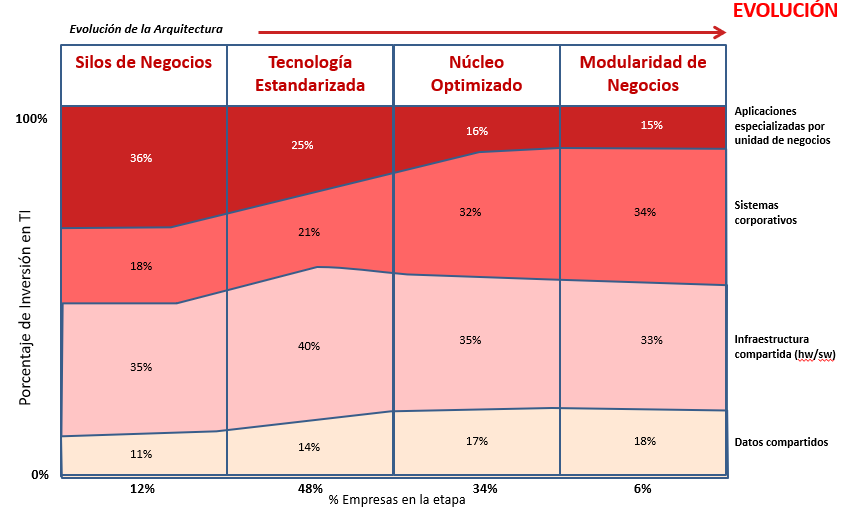 EVOLUCIÓN
Evolución de la Arquitectura
Silos de Negocios
Tecnología
Estandarizada
Núcleo
Optimizado
Modularidad de
Negocios
100%
36%
25%
16%
15%
Aplicaciones
especializadas por
unidad de negocios
18%
21%
32%
34%
Sistemas
corporativos
Porcentaje de Inversión en TI
35%
40%
35%
33%
Infraestructura
compartida (hw/sw)
11%
14%
17%
18%
Datos compartidos
0%
12%
48%
34%
6%
% Empresas en la etapa